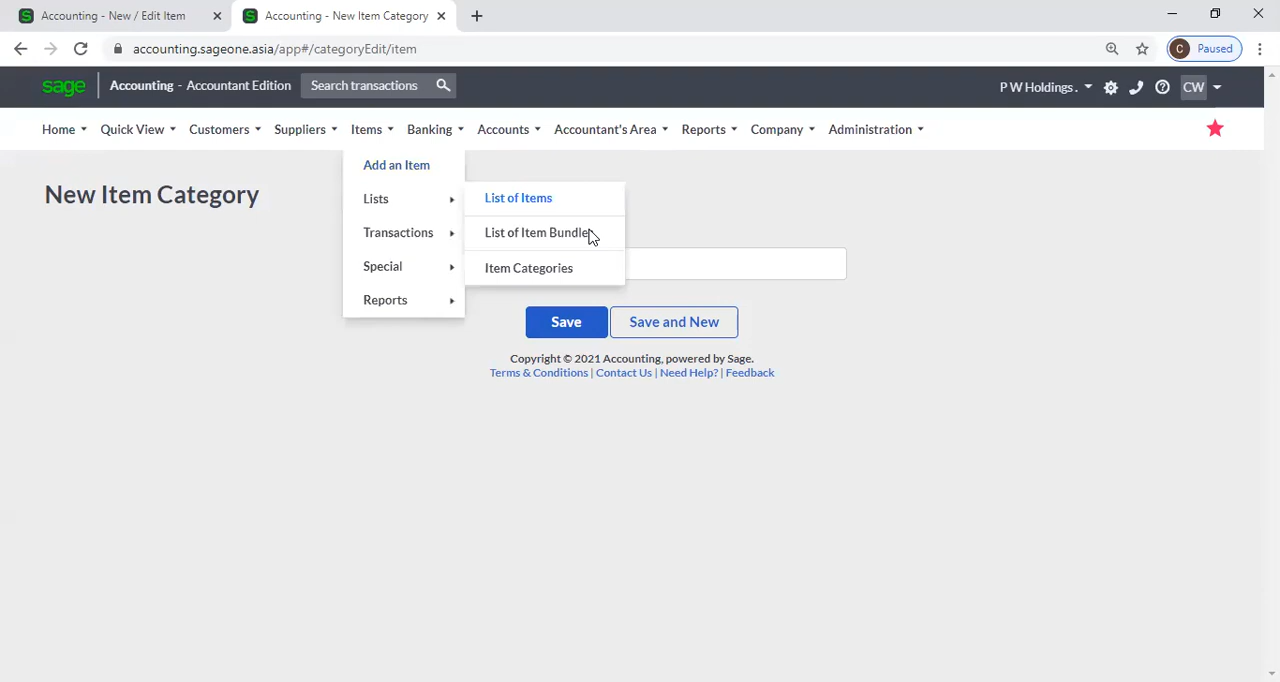 Accounting - New / Edit Item
Accounting - New Item Category
accounting.sageone.asia/app#/categoryEdit/item
C Paused
sage Accounting - Accountant Edition Search transactions P W Holdings . CW
Home Quick View Customers Suppliers Items Banking Accounts Accountant's Area Reports Company Administration
Add an Item
New Item Category
Lists
List of Items
Transactions
List of Item Bundle
Special
Item Categories
Reports
Save Save and New
Copyright © 2021 Accounting, powered by Sage.
Terms & Conditions | Contact Us | Need Help? | Feedback